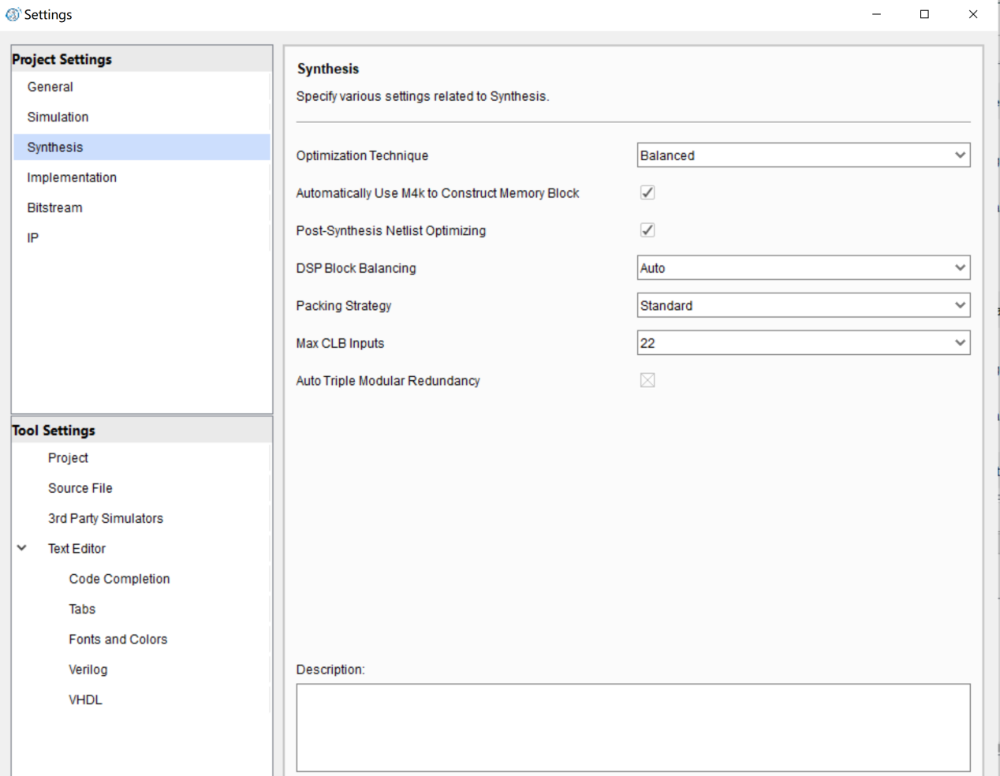 Settings
Project Settings
General
Simulation
Synthesis
Implementation
Bitstream
IP
Tool Settings
Project
Source File
3rd Party Simulators
Text Editor
Code Completion
Tabs
Fonts and Colors
Verilog
VHDL
Synthesis
Specify various settings related to Synthesis.
Optimization Technique Balanced
Automatically Use M4k to Construct Memory Block
Post-Synthesis Netlist Optimizing
DSP Block Balancing Auto
Packing Strategy Standard
Max CLB Inputs 22
Auto Triple Modular Redundancy
Description: